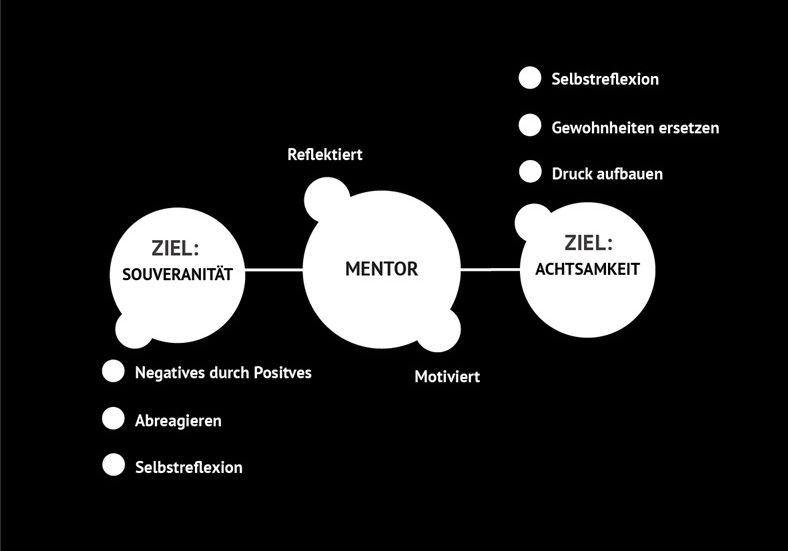 Selbstreflexion
Gewohnheiten ersetzen
Druck aufbauen
Reflektiert
ZIEL:
SOUVERANITÄT
MENTOR
ZIEL:
ACHTSAMKEIT
Motiviert
Negatives durch Positves
Abreagieren
Selbstreflexion